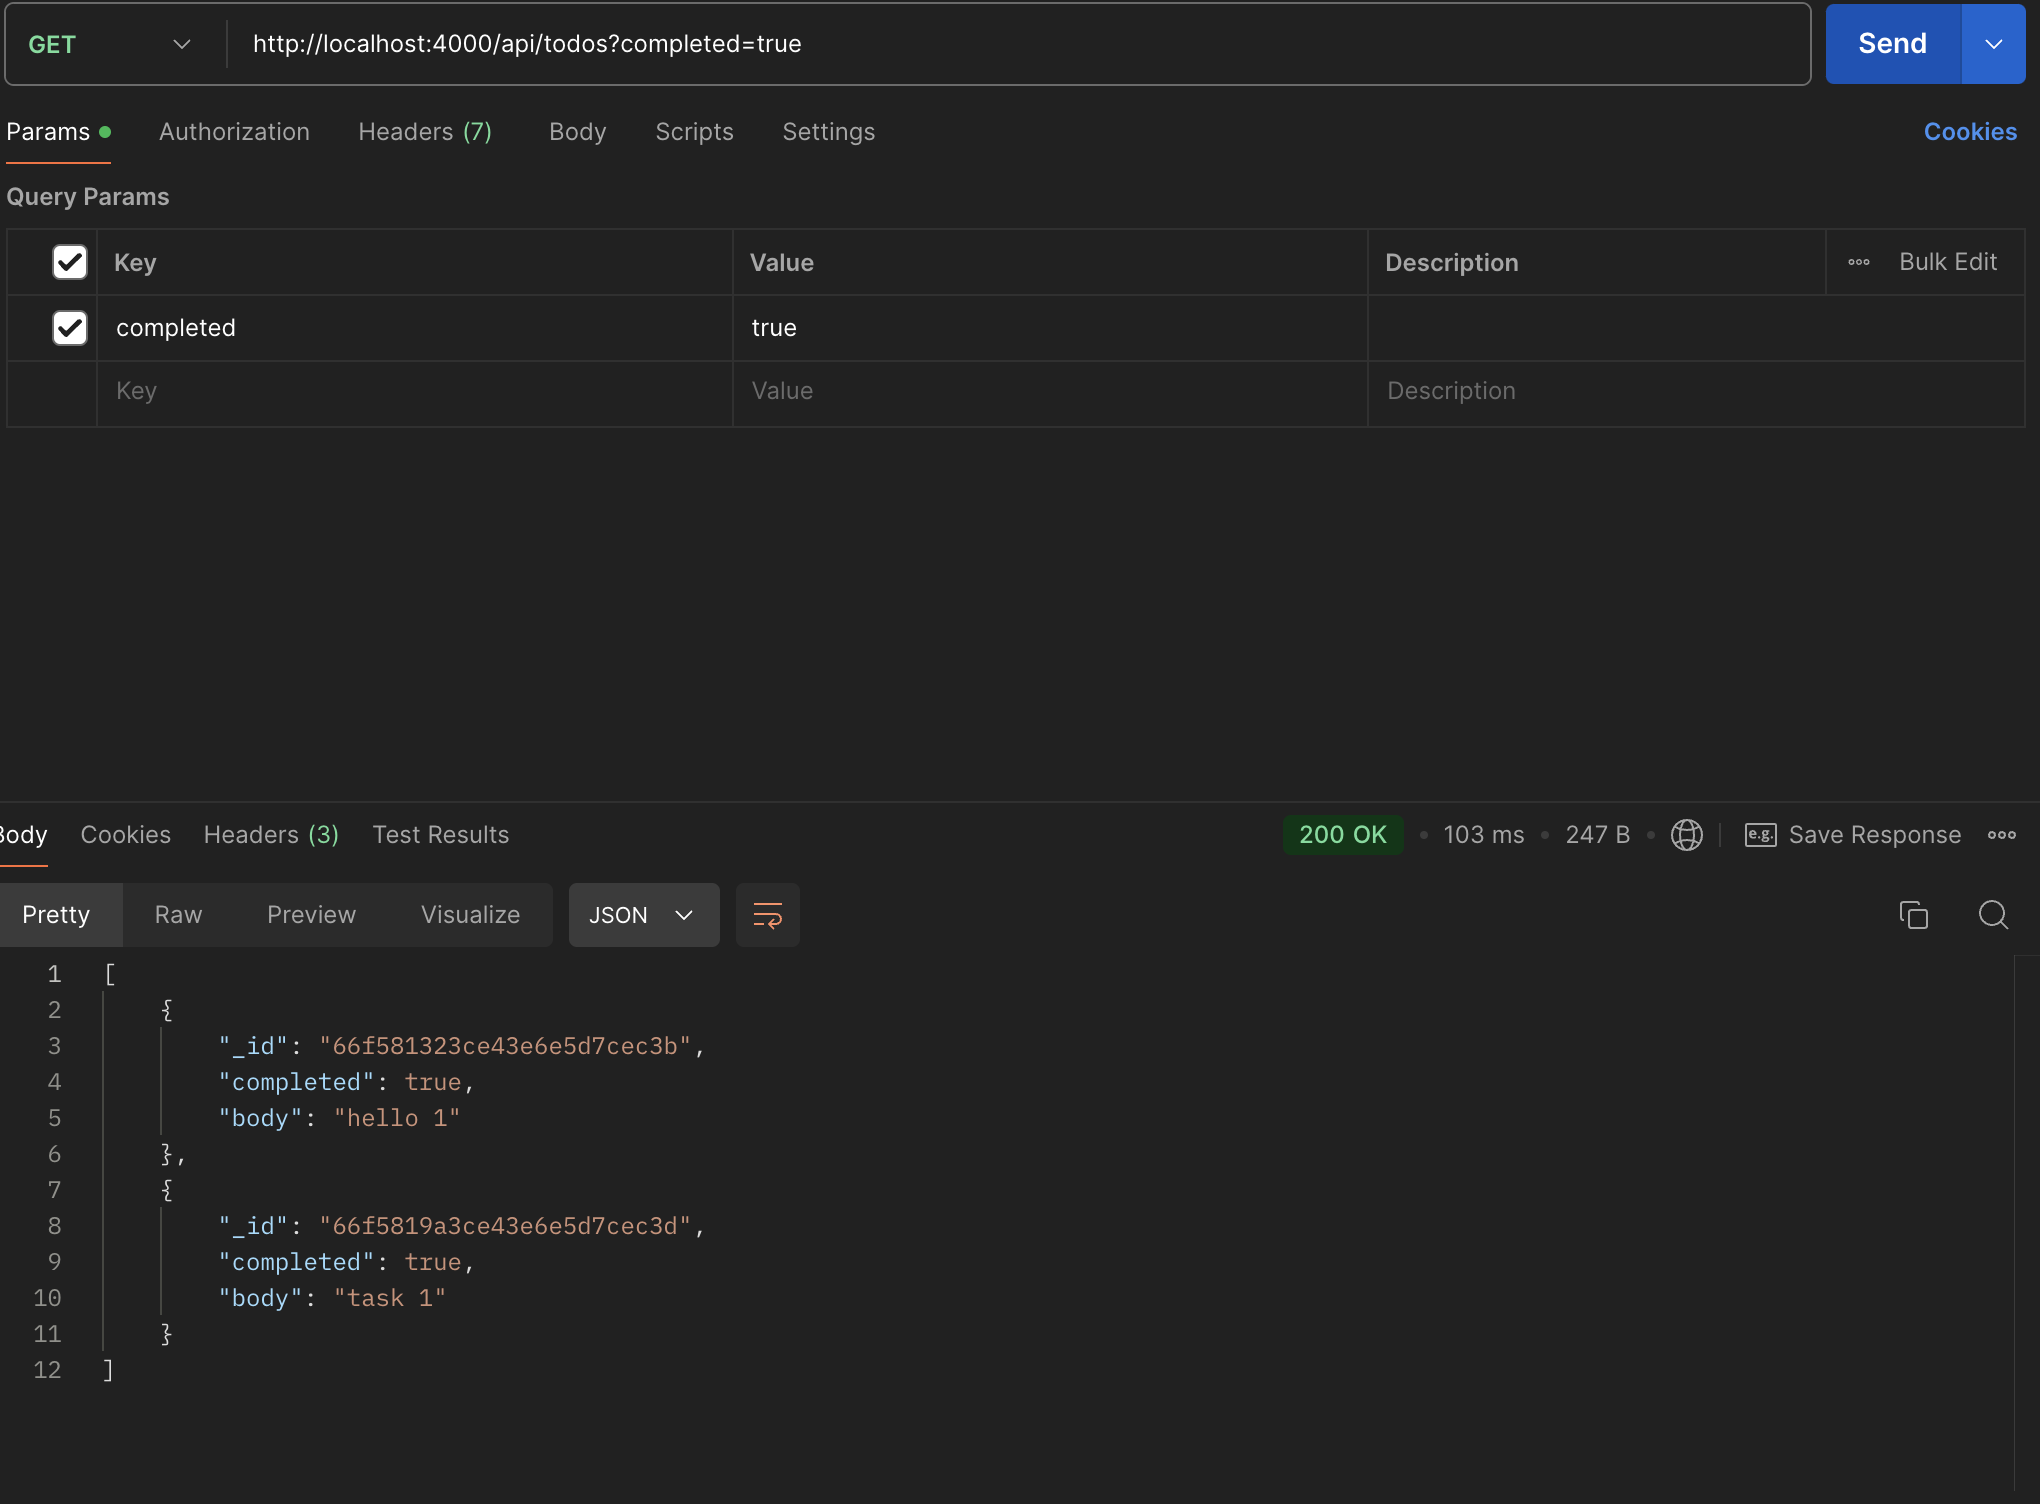 GET http://localhost:4000/api/todos?completed=true Send
Params Authorization Headers (7) Body Scripts Settings Cookies
Query Params
Key Value Description Bulk Edit
completed true
Key Value Description
Body Cookies Headers (3) Test Results 200 OK 103 ms 247 B e.g. Save Response
Pretty Raw Preview Visualize JSON
1 [
2 {
3 "_id": "66f581323ce43e6e5d7cec3b",
4 "completed": true,
5 "body": "hello 1"
6 },
7 {
8 "_id": "66f5819a3ce43e6e5d7cec3d",
9 "completed": true,
10 "body": "task 1"
11 }
12 ]